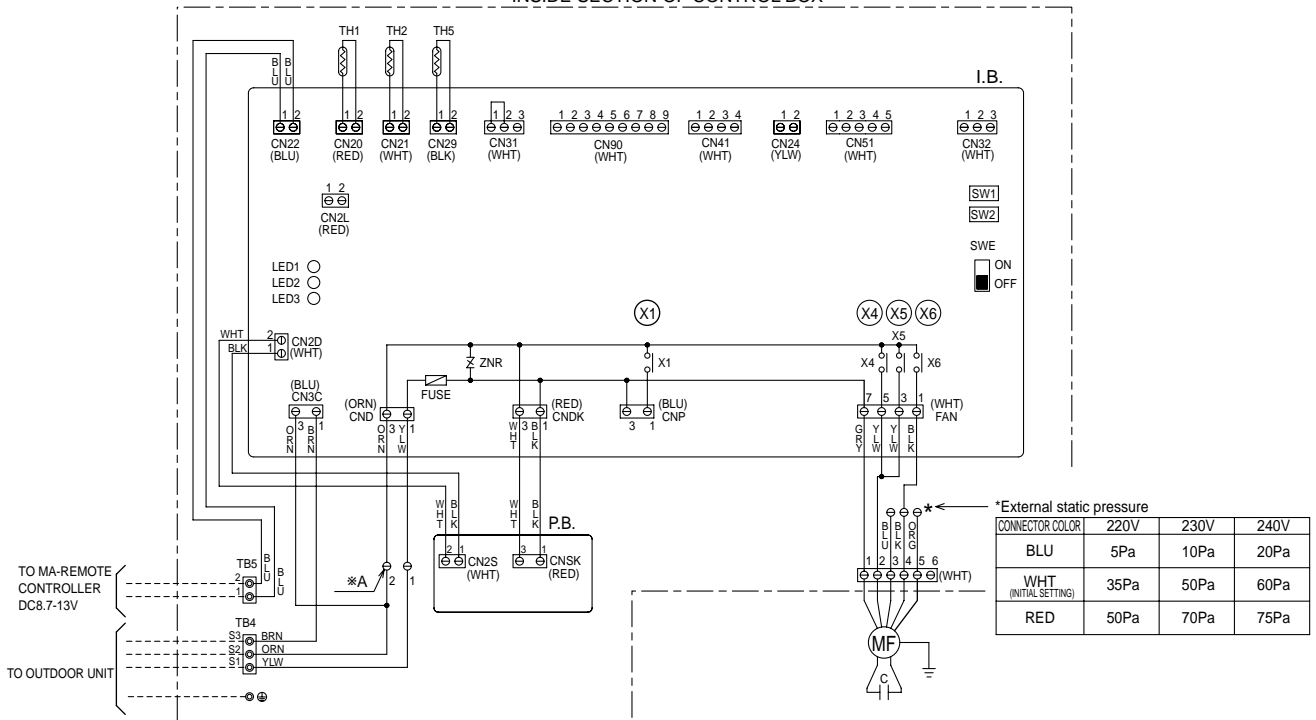 INSIDE SECTION OF CONTROL BOX
TH1 TH2 TH5
BLU BLU
I.B.
1 2
CN22
(BLU)
1 2
CN20
(RED)
1 2
CN21
(WHT)
1 2
CN29
(BLK)
1 2 3
CN31
(WHT)
1 2 3 4 5 6 7 8 9
CN90
(WHT)
1 2 3 4
CN41
(WHT)
1 2
CN24
(YLW)
1 2 3 4 5
CN51
(WHT)
1 2 3
CN32
(WHT)
1 2
CN2L
(RED)
SW1
SW2
SWE
ON
OFF
LED1
LED2
LED3
X1 X4 X5 X6
X5
WHT 2 CN2D
BLK 1 (WHT)
ZNR X1 X4 X6
FUSE
(BLU)
CN3C
3 1
ORN BRN
(ORN)
CND
3 1
ORN YLW
(RED)
CNDK
3 1
WHT BLK
(BLU)
CNP
3 1
7 5 3 1
(WHT)
FAN
GRY YLW YLW BLK
WHT BLK
WHT BLK
P.B.
2 1
CN2S
(WHT)
3 1
CNSK
(RED)
※A 2 1
BLU BLK ORG
*
1 2 3 4 5 6
(WHT)
MF
C
*External static pressure
CONNECTOR COLOR 220V 230V 240V
BLU 5Pa 10Pa 20Pa
WHT
(INITIAL SETTING)
35Pa 50Pa 60Pa
RED 50Pa 70Pa 75Pa
TO MA-REMOTE
CONTROLLER
DC8.7-13V
TB5
2
1
BLU BLU
TB4
TO OUTDOOR UNIT
S3 BRN
S2 ORN
S1 YLW